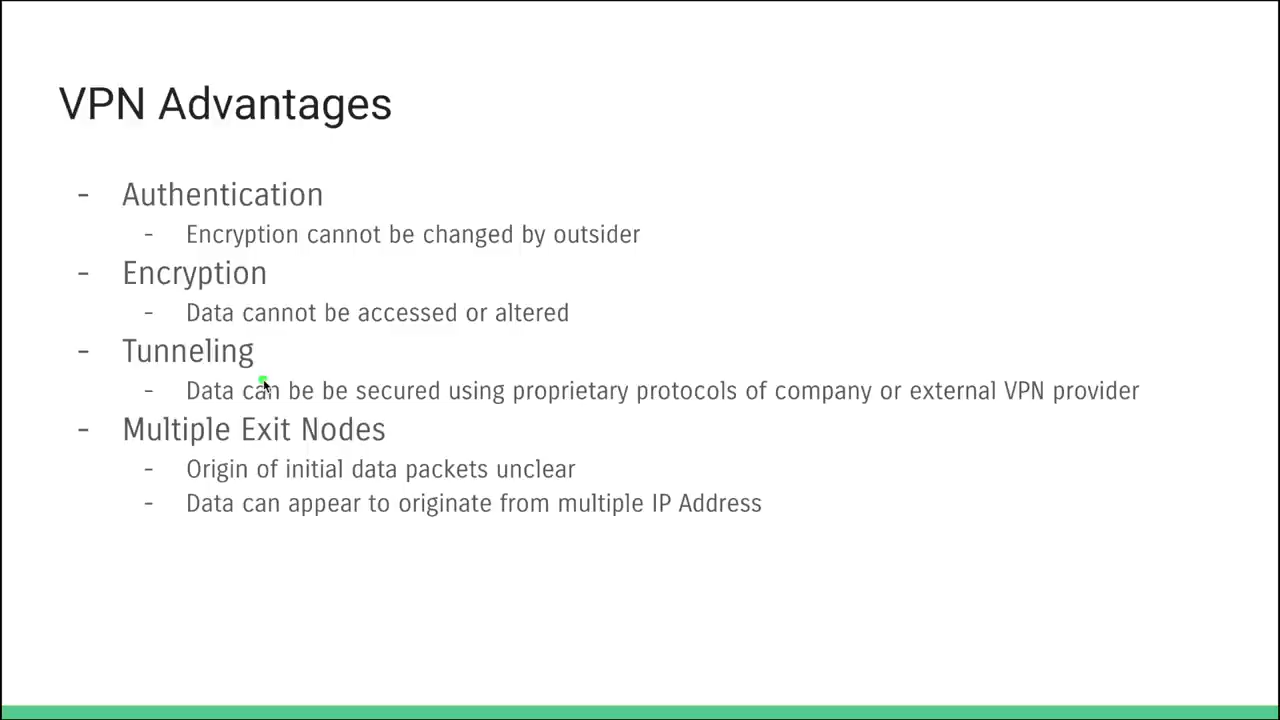 VPN Advantages
- Authentication
- Encryption cannot be changed by outsider
- Encryption
- Data cannot be accessed or altered
- Tunneling
- Data can be be secured using proprietary protocols of company or external VPN provider
- Multiple Exit Nodes
- Origin of initial data packets unclear
- Data can appear to originate from multiple IP Address